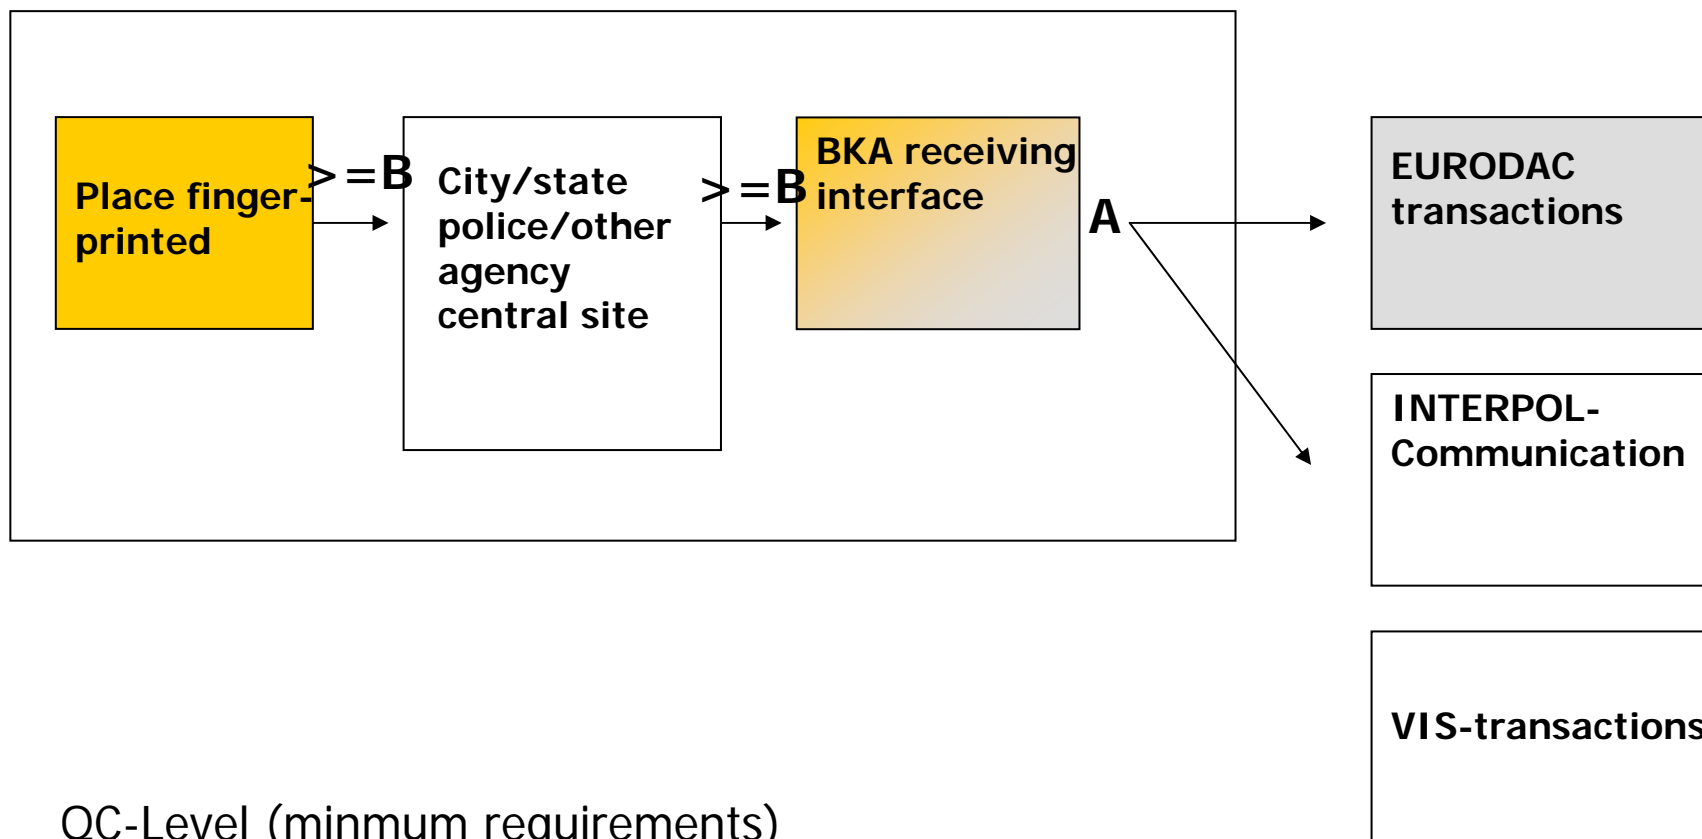 Place finger-
printed
>=B
City/state
police/other
agency
central site
>=B
BKA receiving
interface
A
EURODAC
transactions
INTERPOL-
Communication
VIS-transactions
QC-Level (minmum requirements)